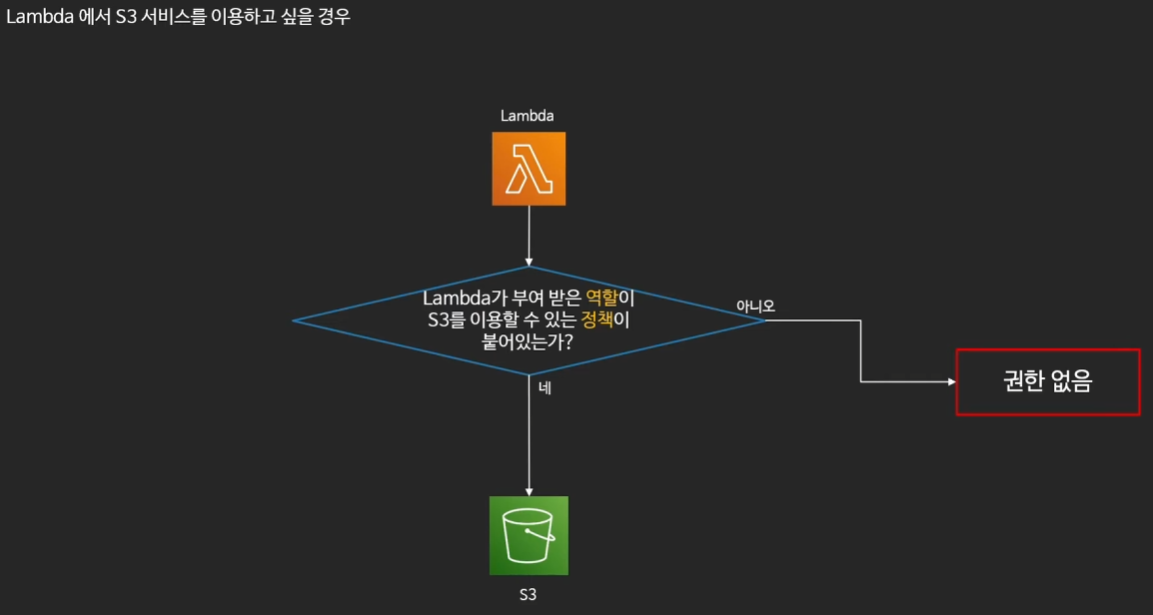 Lambda 에서 S3 서비스를 이용하고 싶을 경우
Lambda
Lambda가 부여 받은 역할이
S3를 이용할 수 있는 정책이
붙어있는가?
아니오
권한 없음
네
S3